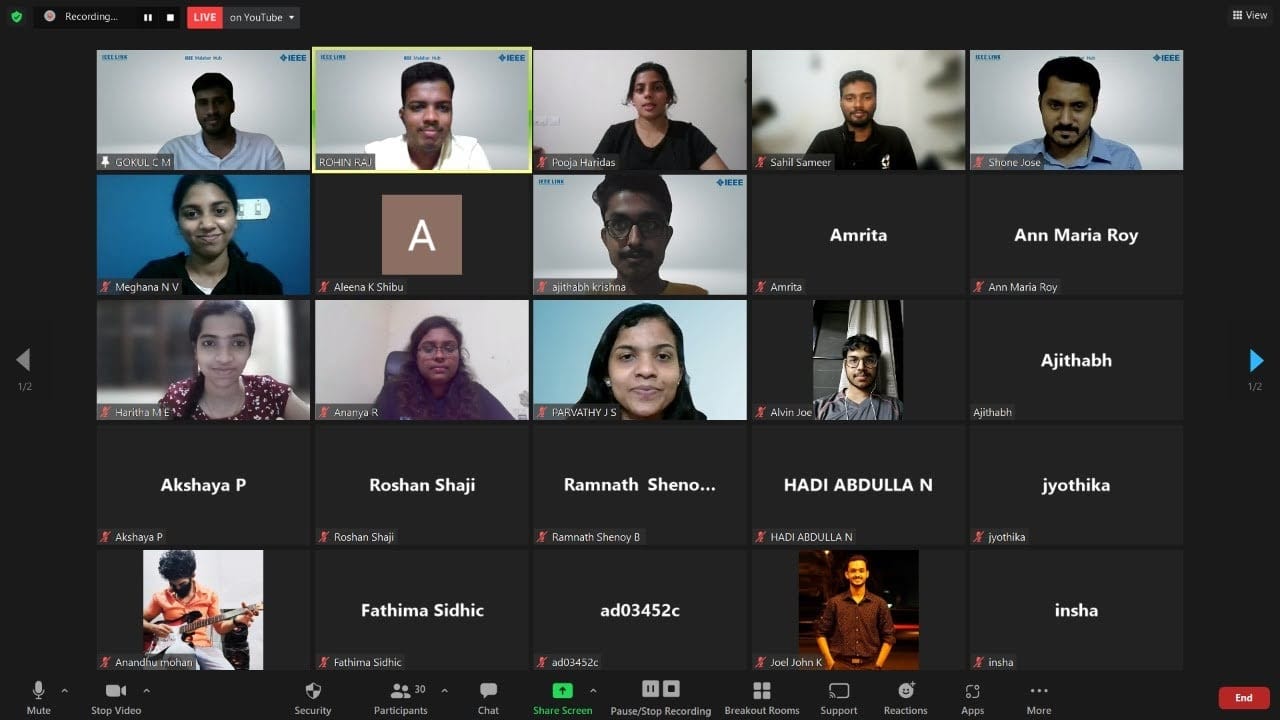 Recording...
LIVE on YouTube
View
IEEE LINK IEEE Malabar Hub IEEE
GOKUL C M
IEEE LINK IEEE Malabar Hub IEEE
ROHIN RAJ
Pooja Haridas
Sahil Sameer
IEEE LINK IEEE
Shone Jose
Meghana N V
A
Aleena K Shibu
IEEE LINK IEEE
ajithabh krishna
Amrita
Amrita
Ann Maria Roy
Ann Maria Roy
1/2
Haritha M E
Ananya R
PARVATHY J S
Alvin Joe
Ajithabh
Ajithabh
1/2
Akshaya P
Akshaya P
Roshan Shaji
Roshan Shaji
Ramnath Sheno...
Ramnath Shenoy B
HADI ABDULLA N
HADI ABDULLA N
jyothika
jyothika
Anandhu mohan
Fathima Sidhic
Fathima Sidhic
ad03452c
ad03452c
Joel John K
insha
insha
Mute
Stop Video
Security
30
Participants
Chat
Share Screen
Pause/Stop Recording
Breakout Rooms
Support
Reactions
Apps
More
End